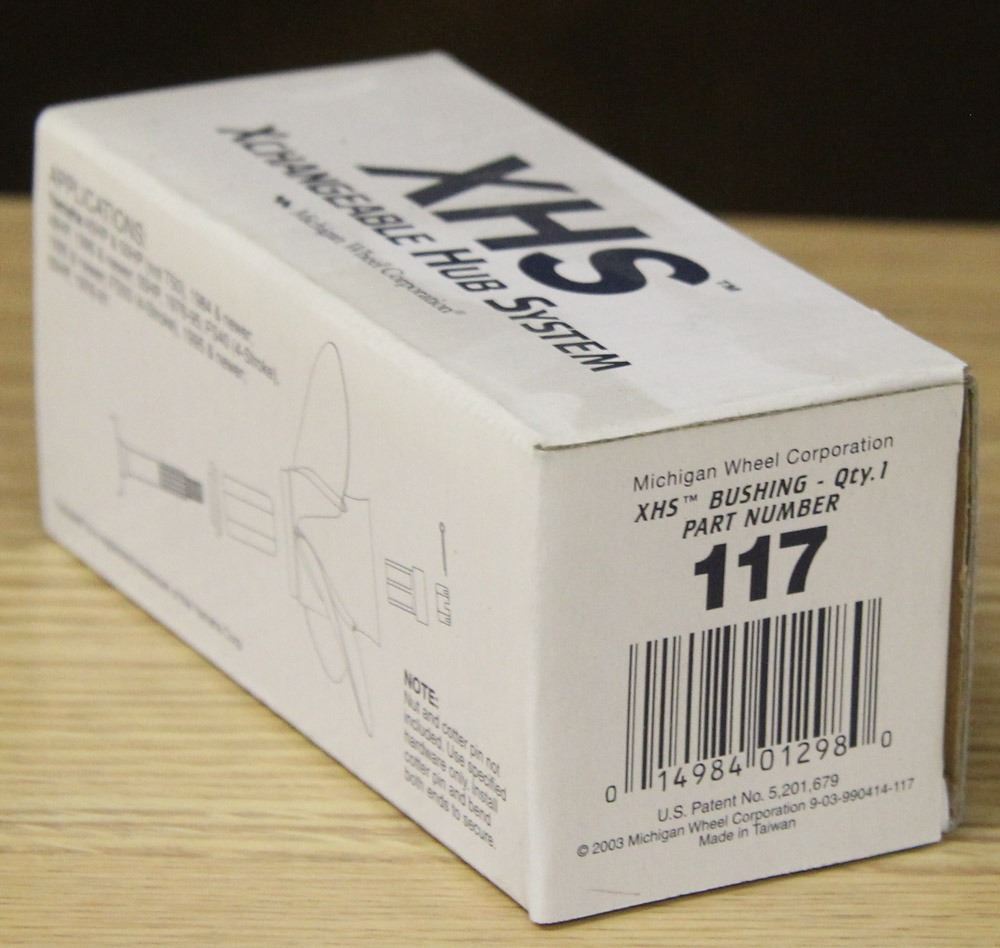 XHS™
XCHANGEABLE HUB SYSTEM
Michigan Wheel Corporation®
APPLICATIONS:
NOTE:
Nut and cotter pin not
included. Use specified
hardware only. Install
cotter pin and bend
both ends to secure.
Michigan Wheel Corporation
XHS™ BUSHING - Qty.1
PART NUMBER
117
0 14984 01298 0
U.S. Patent No. 5,201,679
© 2003 Michigan Wheel Corporation 9-03-990414-117
Made in Taiwan